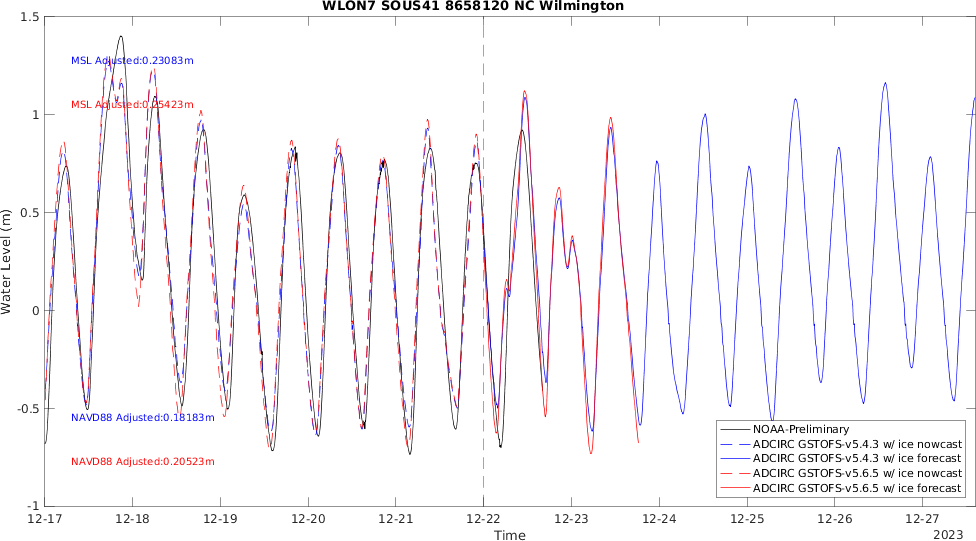 WLON7 SOUS41 8658120 NC Wilmington
1.5
MSL Adjusted:0.23083m
MSL Adjusted:0.25423m
1
0.5
0
-0.5
-1
Water Level (m)
NAVD88 Adjusted:0.18183m
NAVD88 Adjusted:0.20523m
NOAA-Preliminary
ADCIRC GSTOFS-v5.4.3 w/ ice nowcast
ADCIRC GSTOFS-v5.4.3 w/ ice forecast
ADCIRC GSTOFS-v5.6.5 w/ ice nowcast
ADCIRC GSTOFS-v5.6.5 w/ ice forecast
12-17 12-18 12-19 12-20 12-21 12-22 12-23 12-24 12-25 12-26 12-27
Time
2023